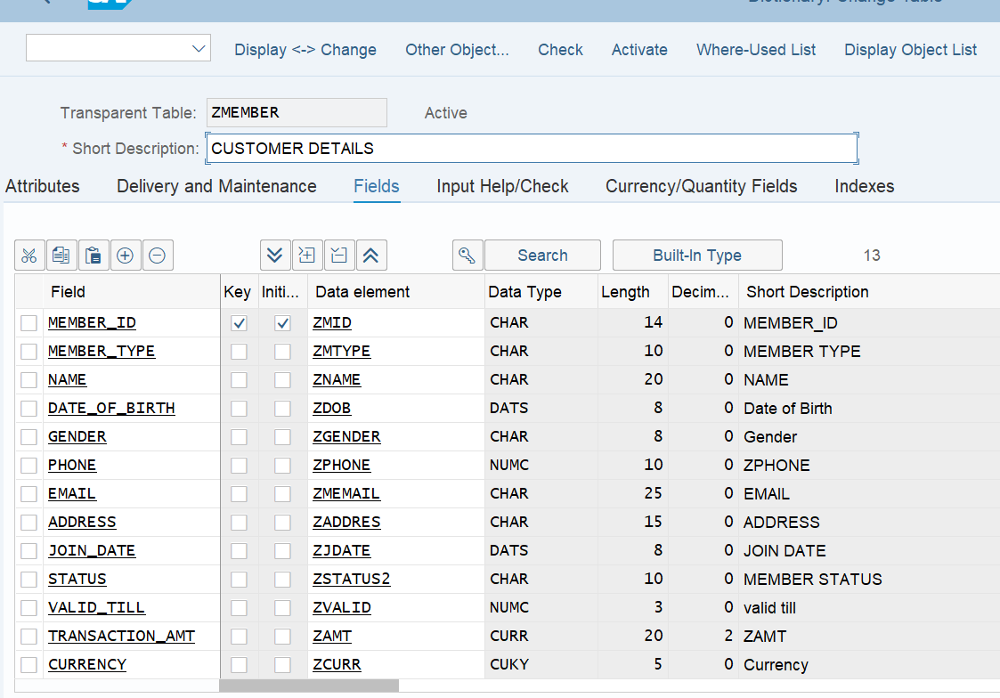 Dictionary: Change Table
Display <-> Change Other Object... Check Activate Where-Used List Display Object List
Transparent Table: ZMEMBER Active
* Short Description: CUSTOMER DETAILS
Attributes Delivery and Maintenance Fields Input Help/Check Currency/Quantity Fields Indexes
Search Built-In Type 13
Field Key Initi... Data element Data Type Length Decim... Short Description
MEMBER_ID ZMID CHAR 14 0 MEMBER_ID
MEMBER_TYPE ZMTYPE CHAR 10 0 MEMBER TYPE
NAME ZNAME CHAR 20 0 NAME
DATE_OF_BIRTH ZDOB DATS 8 0 Date of Birth
GENDER ZGENDER CHAR 8 0 Gender
PHONE ZPHONE NUMC 10 0 ZPHONE
EMAIL ZMEMAIL CHAR 25 0 EMAIL
ADDRESS ZADDRES CHAR 15 0 ADDRESS
JOIN_DATE ZJDATE DATS 8 0 JOIN DATE
STATUS ZSTATUS2 CHAR 10 0 MEMBER STATUS
VALID_TILL ZVALID NUMC 3 0 valid till
TRANSACTION_AMT ZAMT CURR 20 2 ZAMT
CURRENCY ZCURR CUKY 5 0 Currency